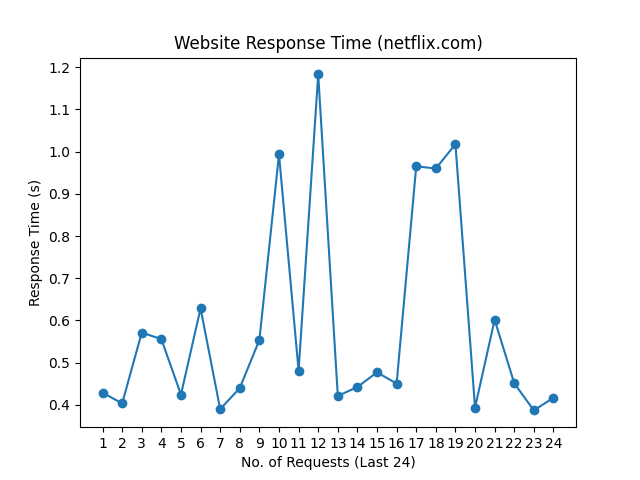 Website Response Time (netflix.com)
Response Time (s)
1.2
1.1
1.0
0.9
0.8
0.7
0.6
0.5
0.4
1 2 3 4 5 6 7 8 9 10 11 12 13 14 15 16 17 18 19 20 21 22 23 24
No. of Requests (Last 24)